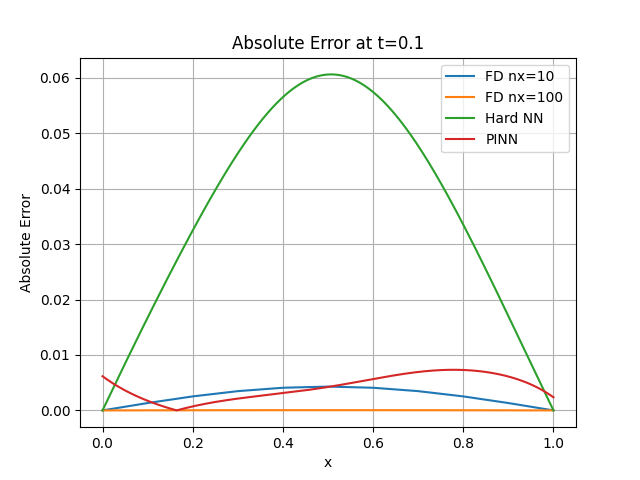 Absolute Error at t=0.1
FD nx=10
FD nx=100
Hard NN
PINN
Absolute Error
0.06
0.05
0.04
0.03
0.02
0.01
0.00
0.0 0.2 0.4 0.6 0.8 1.0
x